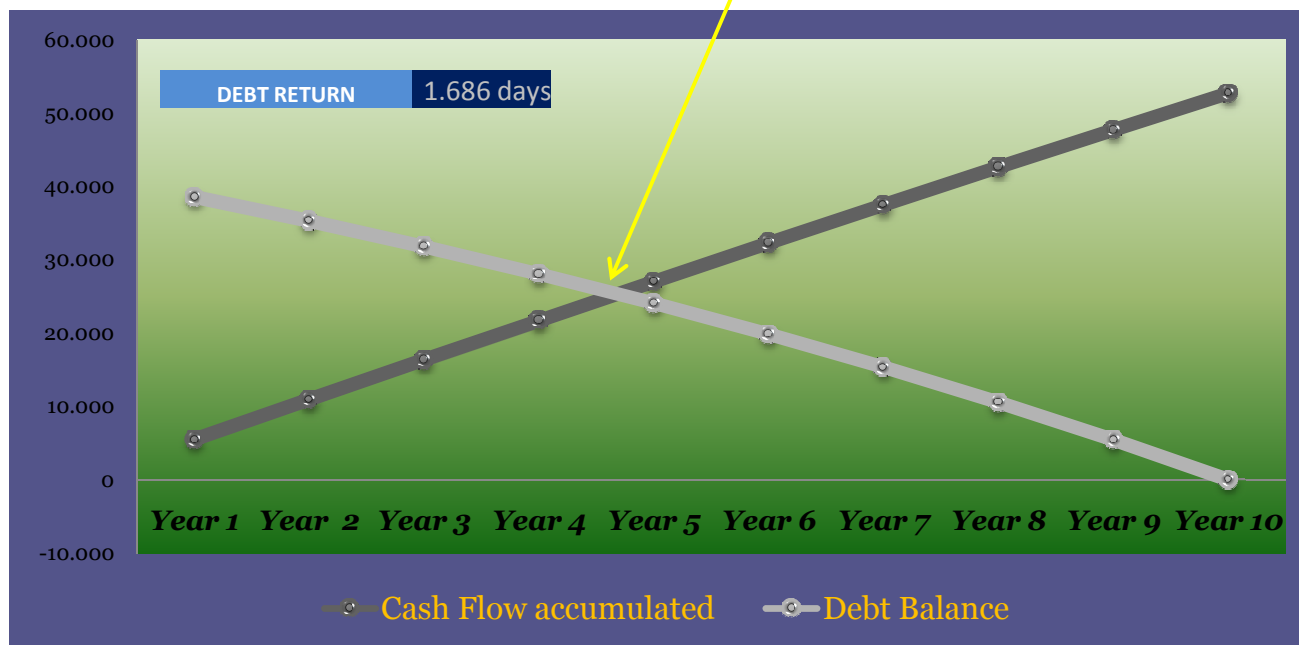 60.000
DEBT RETURN 1.686 days
50.000
40.000
30.000
20.000
10.000
0
Year 1 Year 2 Year 3 Year 4 Year 5 Year 6 Year 7 Year 8 Year 9 Year 10
-10.000
Cash Flow accumulated Debt Balance